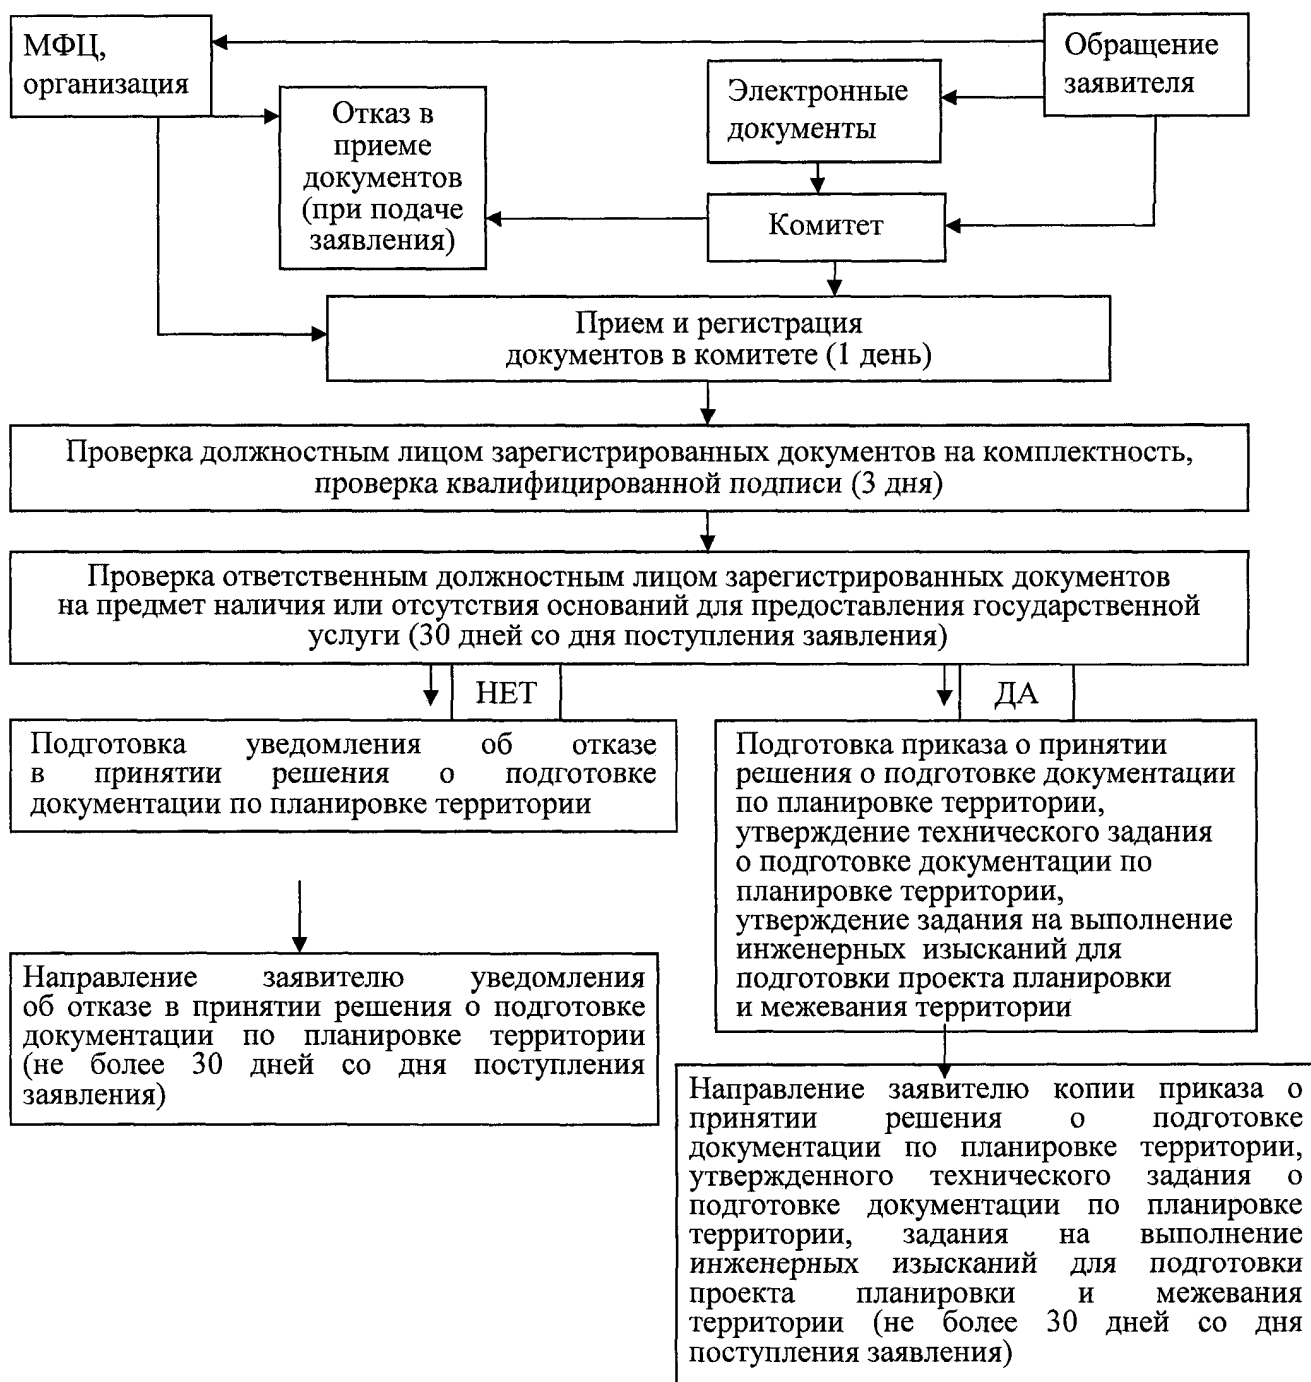 МФЦ,
организация
Обращение
заявителя
Электронные
документы
Отказ в
приеме
документов
(при подаче
заявления)
Комитет
Прием и регистрация
документов в комитете (1 день)
Проверка должностным лицом зарегистрированных документов на комплектность,
проверка квалифицированной подписи (3 дня)
Проверка ответственным должностным лицом зарегистрированных документов
на предмет наличия или отсутствия оснований для предоставления государственной
услуги (30 дней со дня поступления заявления)
НЕТ
ДА
Подготовка уведомления об отказе
в принятии решения о подготовке
документации по планировке территории
Подготовка приказа о принятии
решения о подготовке документации
по планировке территории,
утверждение технического задания
о подготовке документации по
планировке территории,
утверждение задания на выполнение
инженерных изысканий для
подготовки проекта планировки
и межевания территории
Направление заявителю уведомления
об отказе в принятии решения о подготовке
документации по планировке территории
(не более 30 дней со дня поступления
заявления)
Направление заявителю копии приказа о
принятии решения о подготовке
документации по планировке территории,
утвержденного технического задания о
подготовке документации по планировке
территории, задания на выполнение
инженерных изысканий для подготовки
проекта планировки и межевания
территории (не более 30 дней со дня
поступления заявления)